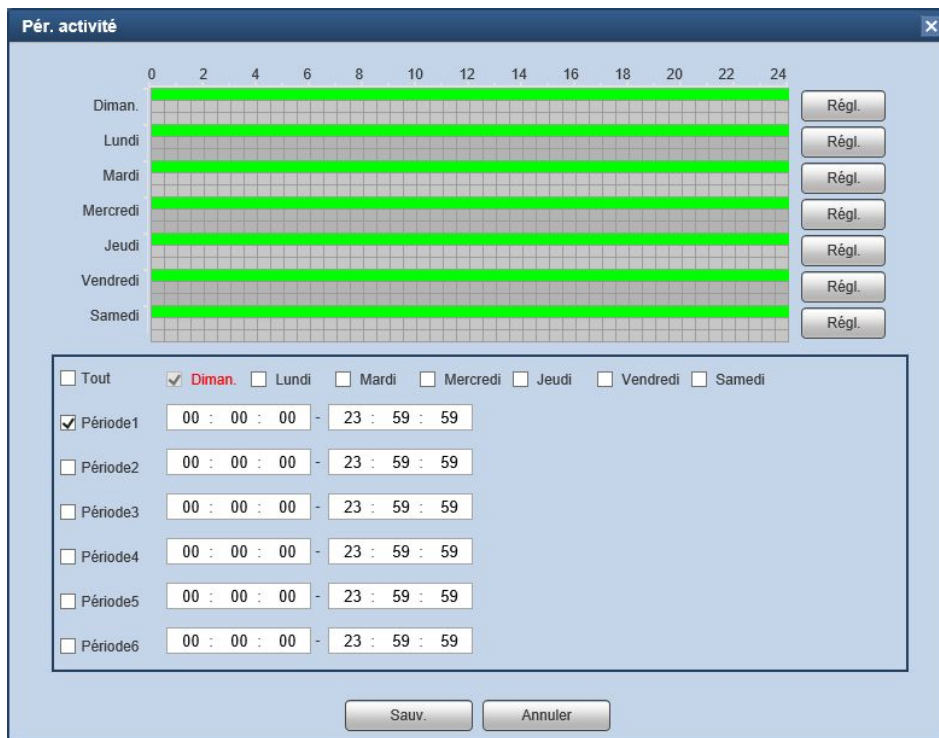 Pér. activité
0 2 4 6 8 10 12 14 16 18 20 22 24
Diman. Régl.
Lundi Régl.
Mardi Régl.
Mercredi Régl.
Jeudi Régl.
Vendredi Régl.
Samedi Régl.
Tout Diman. Lundi Mardi Mercredi Jeudi Vendredi Samedi
Période1 00 : 00 : 00 - 23 : 59 : 59
Période2 00 : 00 : 00 - 23 : 59 : 59
Période3 00 : 00 : 00 - 23 : 59 : 59
Période4 00 : 00 : 00 - 23 : 59 : 59
Période5 00 : 00 : 00 - 23 : 59 : 59
Période6 00 : 00 : 00 - 23 : 59 : 59
Sauv. Annuler